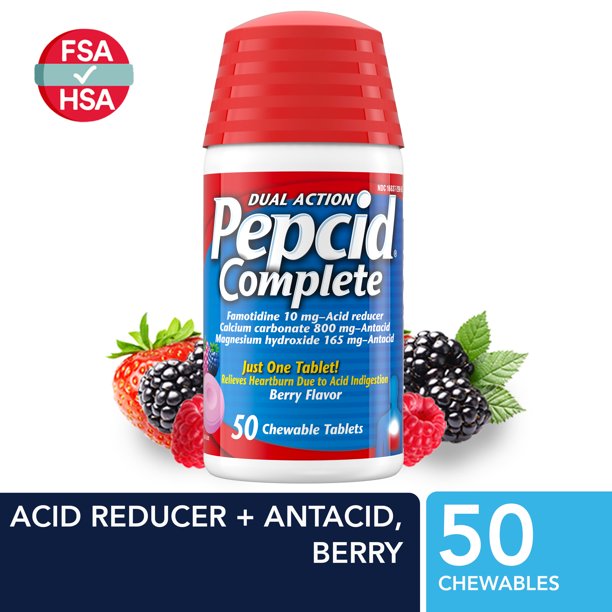 FSA
HSA
DUAL ACTION
Pepcid®
Complete
Famotidine 10 mg–Acid reducer
Calcium carbonate 800 mg–Antacid
Magnesium hydroxide 165 mg–Antacid
Just One Tablet!
Relieves Heartburn Due to Acid Indigestion
Berry Flavor
50 Chewable Tablets
ACID REDUCER + ANTACID,
BERRY
50
CHEWABLES